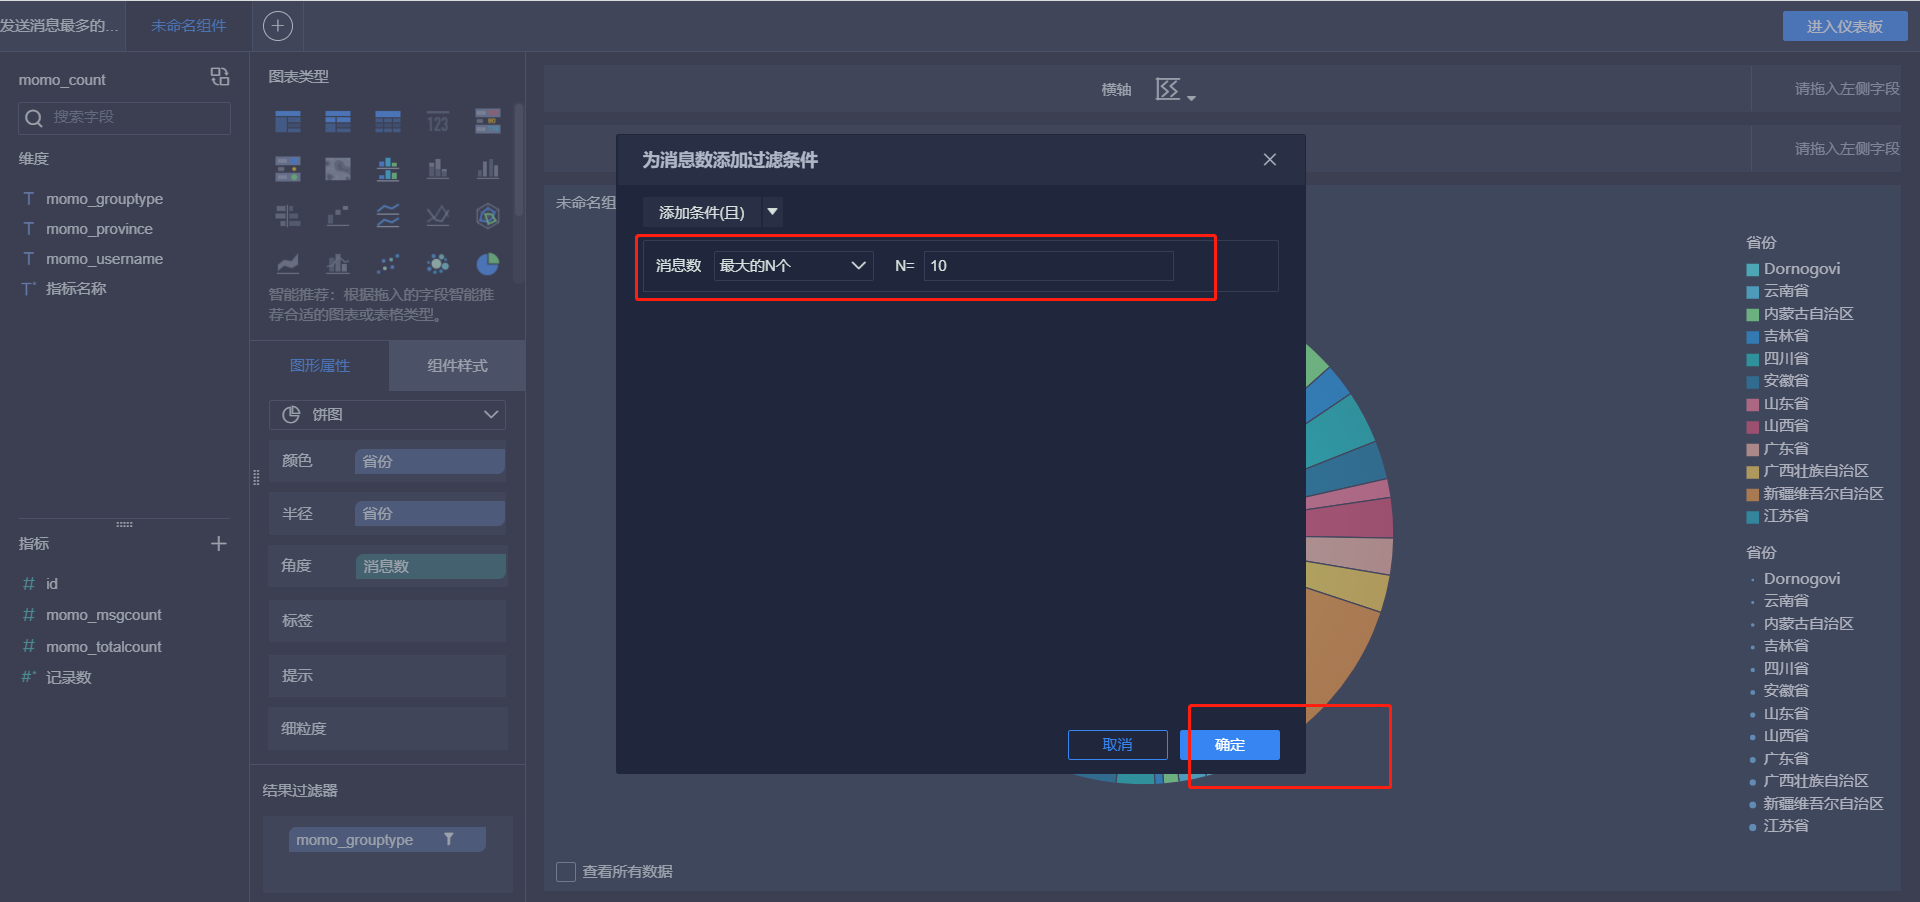 发送消息最多的...
未命名组件
进入仪表板
momo_count
搜索字段
维度
momo_grouptype
momo_province
momo_username
指标名称
指标
id
momo_msgcount
momo_totalcount
记录数
图表类型
123
智能推荐：根据拖入的字段智能推
荐合适的图表或表格类型。
图形属性
组件样式
饼图
颜色 省份
半径 省份
角度 消息数
标签
提示
细粒度
结果过滤器
momo_grouptype
横轴
请拖入左侧字段
请拖入左侧字段
未命名组
为消息数添加过滤条件
添加条件(且)
消息数 最大的N个 N= 10
取消
确定
查看所有数据
省份
Dornogovi
云南省
内蒙古自治区
吉林省
四川省
安徽省
山东省
山西省
广东省
广西壮族自治区
新疆维吾尔自治区
江苏省
省份
Dornogovi
云南省
内蒙古自治区
吉林省
四川省
安徽省
山东省
山西省
广东省
广西壮族自治区
新疆维吾尔自治区
江苏省